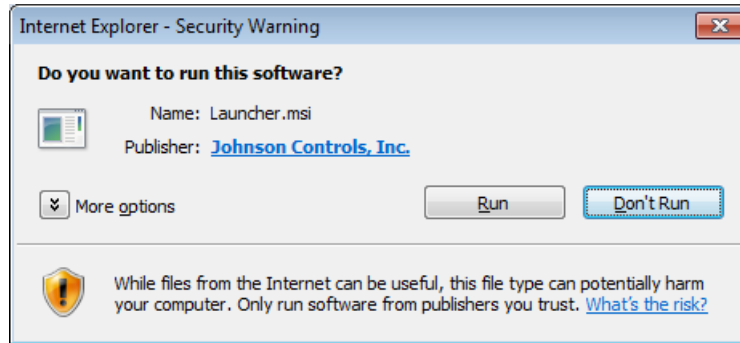 Internet Explorer - Security Warning
Do you want to run this software?
Name: Launcher.msi
Publisher: Johnson Controls, Inc.
More options
Run
Don't Run
While files from the Internet can be useful, this file type can potentially harm
your computer. Only run software from publishers you trust. What's the risk?